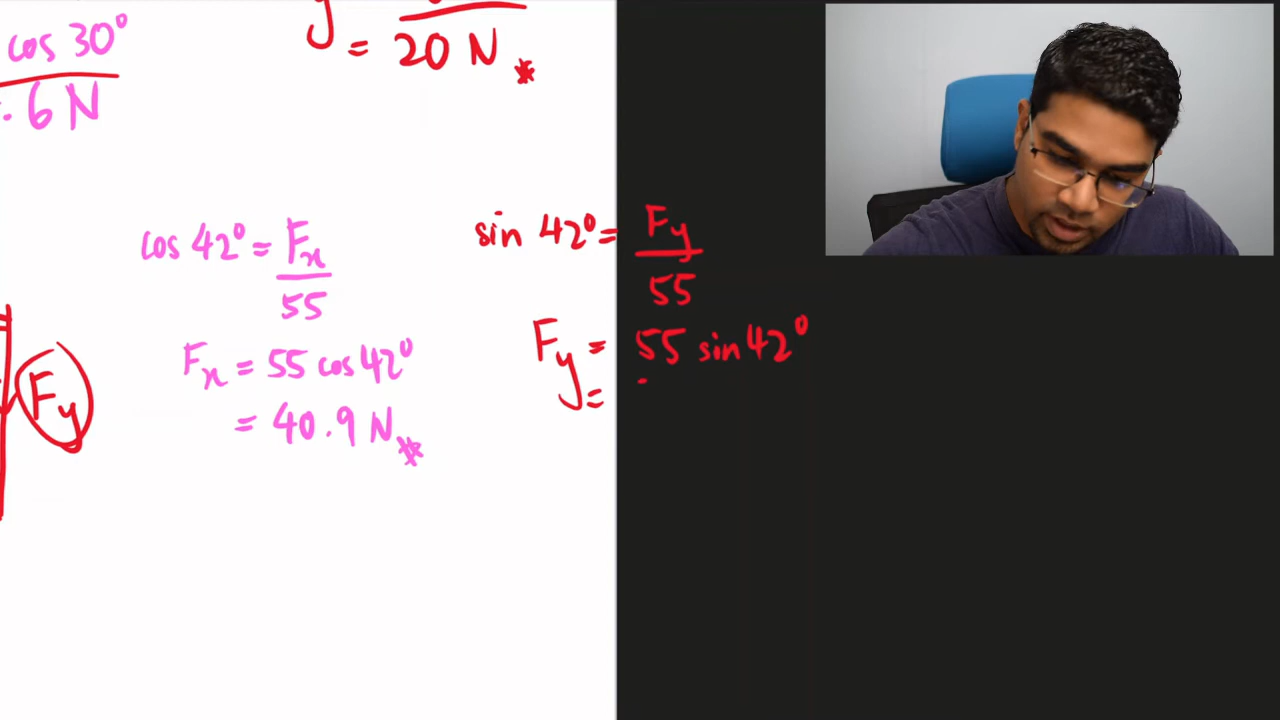 cos 30°
. 6 N
y
= 20 N *
cos 42° = Fx
55
Fx = 55 cos 42°
= 40.9 N *
sin 42° = Fy
55
Fy = 55 sin 42°
=
Fy